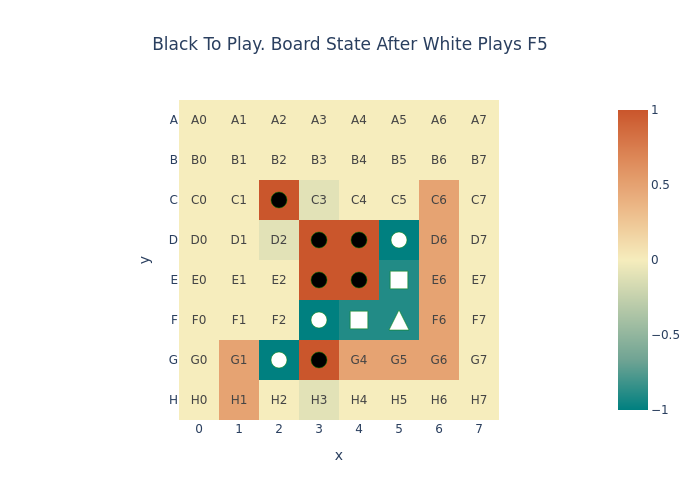 Black To Play. Board State After White Plays F5
A A0 A1 A2 A3 A4 A5 A6 A7 1
B B0 B1 B2 B3 B4 B5 B6 B7
C C0 C1 C3 C4 C5 C6 C7 0.5
D D0 D1 D2 D6 D7
y E E0 E1 E2 E6 E7 0
F F0 F1 F2 F6 F7 −0.5
G G0 G1 G4 G5 G6 G7
H H0 H1 H2 H3 H4 H5 H6 H7 −1
0 1 2 3 4 5 6 7
x